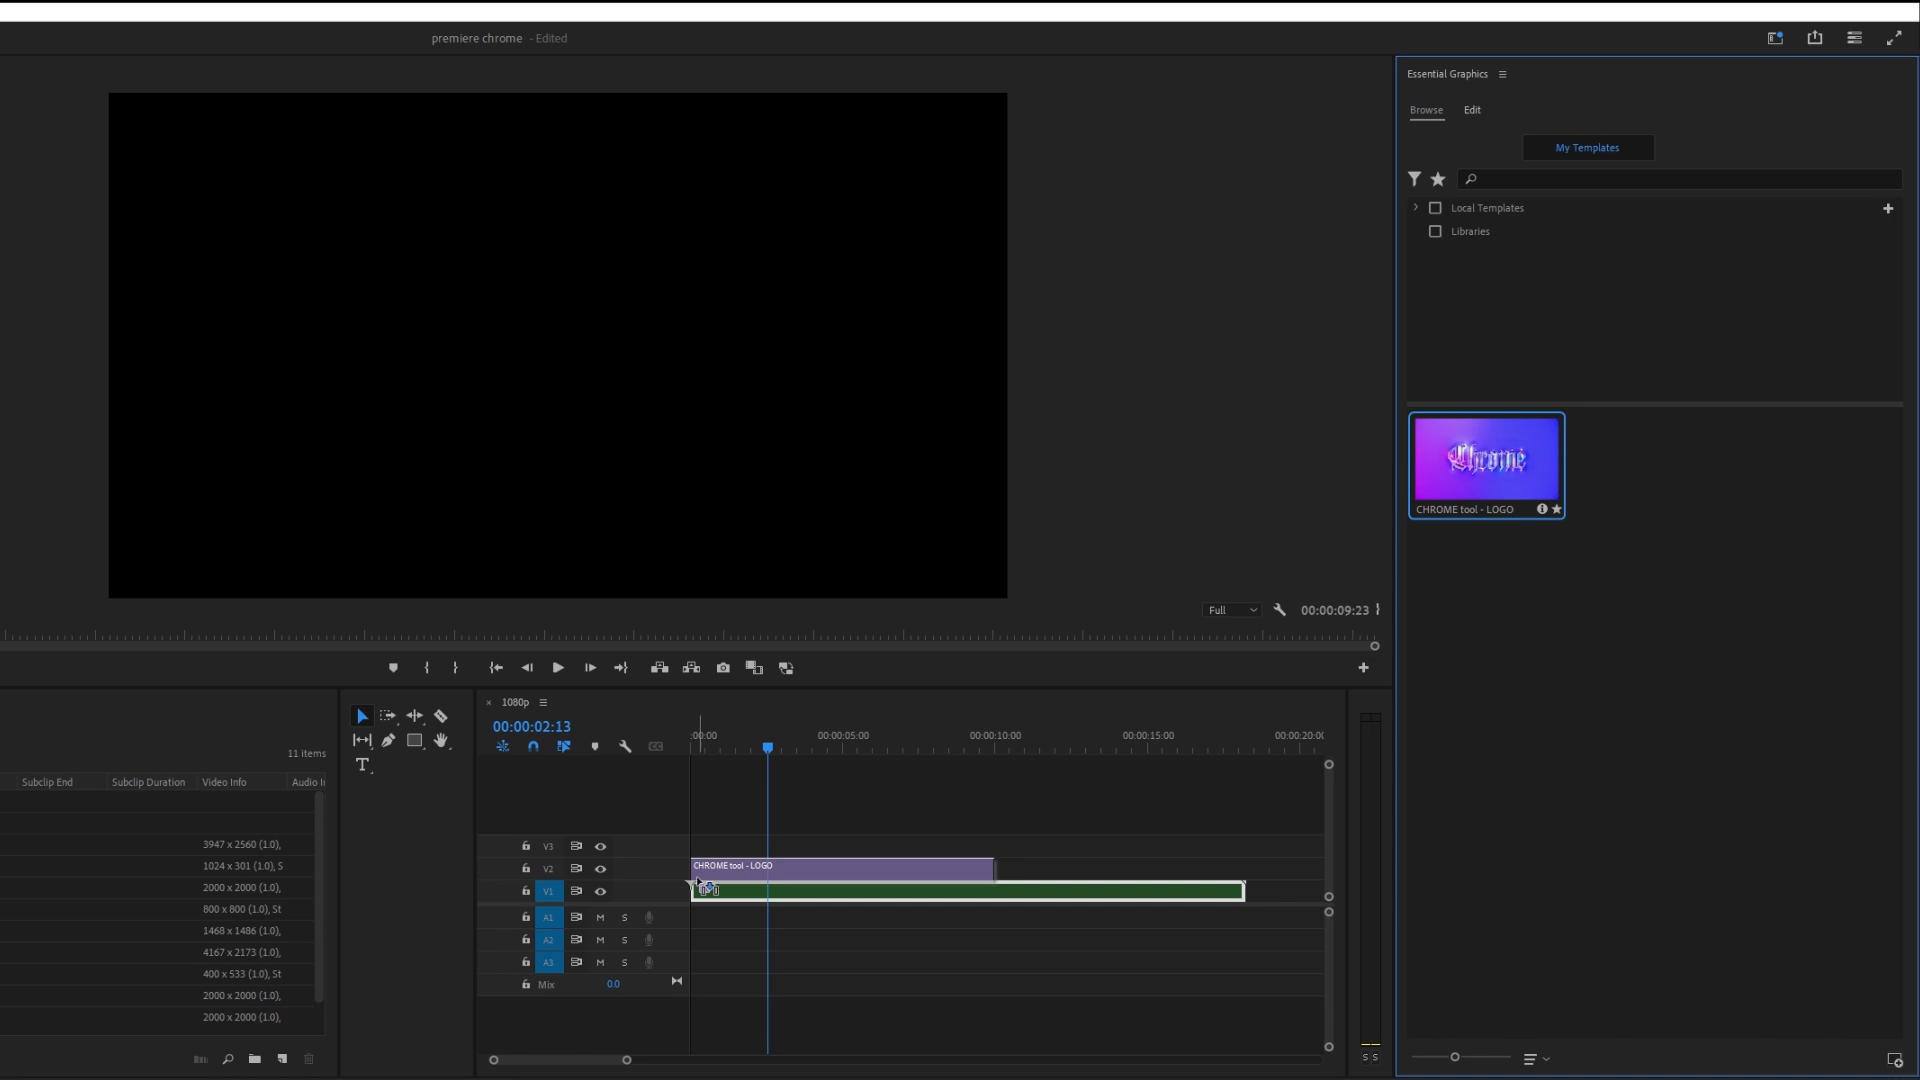 premiere chrome - Edited
Essential Graphics
Browse Edit
My Templates
Local Templates
Libraries
Chrome
CHROME tool - LOGO
Full 00:00:09:23
1080p
00:00:02:13
:00:00 00:00:05:00 00:00:10:00 00:00:15:00 00:00:20:0
11 items
Subclip End Subclip Duration Video Info Audio I
3947 x 2560 (1.0),
1024 x 301 (1.0), S
2000 x 2000 (1.0),
800 x 800 (1.0), St
1468 x 1486 (1.0),
4167 x 2173 (1.0),
400 x 533 (1.0), St
2000 x 2000 (1.0),
2000 x 2000 (1.0),
V3
V2 CHROME tool - LOGO
V1
A1 M S
A2 M S
A3 M S
Mix 0.0
S S